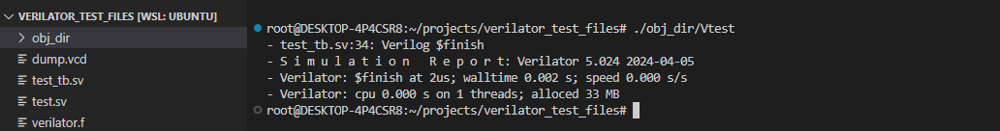 VERILATOR_TEST_FILES [WSL: UBUNTU]
obj_dir
dump.vcd
test_tb.sv
test.sv
verilator.f
root@DESKTOP-4P4CSR8:~/projects/verilator_test_files# ./obj_dir/Vtest
- test_tb.sv:34: Verilog $finish
- S i m u l a t i o n   R e p o r t: Verilator 5.024 2024-04-05
- Verilator: $finish at 2us; walltime 0.002 s; speed 0.000 s/s
- Verilator: cpu 0.000 s on 1 threads; alloced 33 MB
root@DESKTOP-4P4CSR8:~/projects/verilator_test_files#